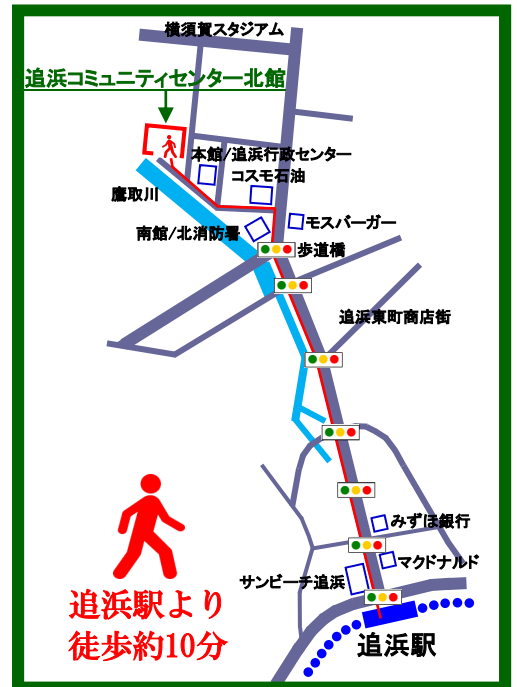 横須賀スタジアム
追浜コミュニティセンター北館
本館/追浜行政センター
コスモ石油
鷹取川
モスバーガー
南館/北消防署
歩道橋
追浜東町商店街
みずほ銀行
マクドナルド
サンビーチ追浜
追浜駅より
徒歩約10分
追浜駅